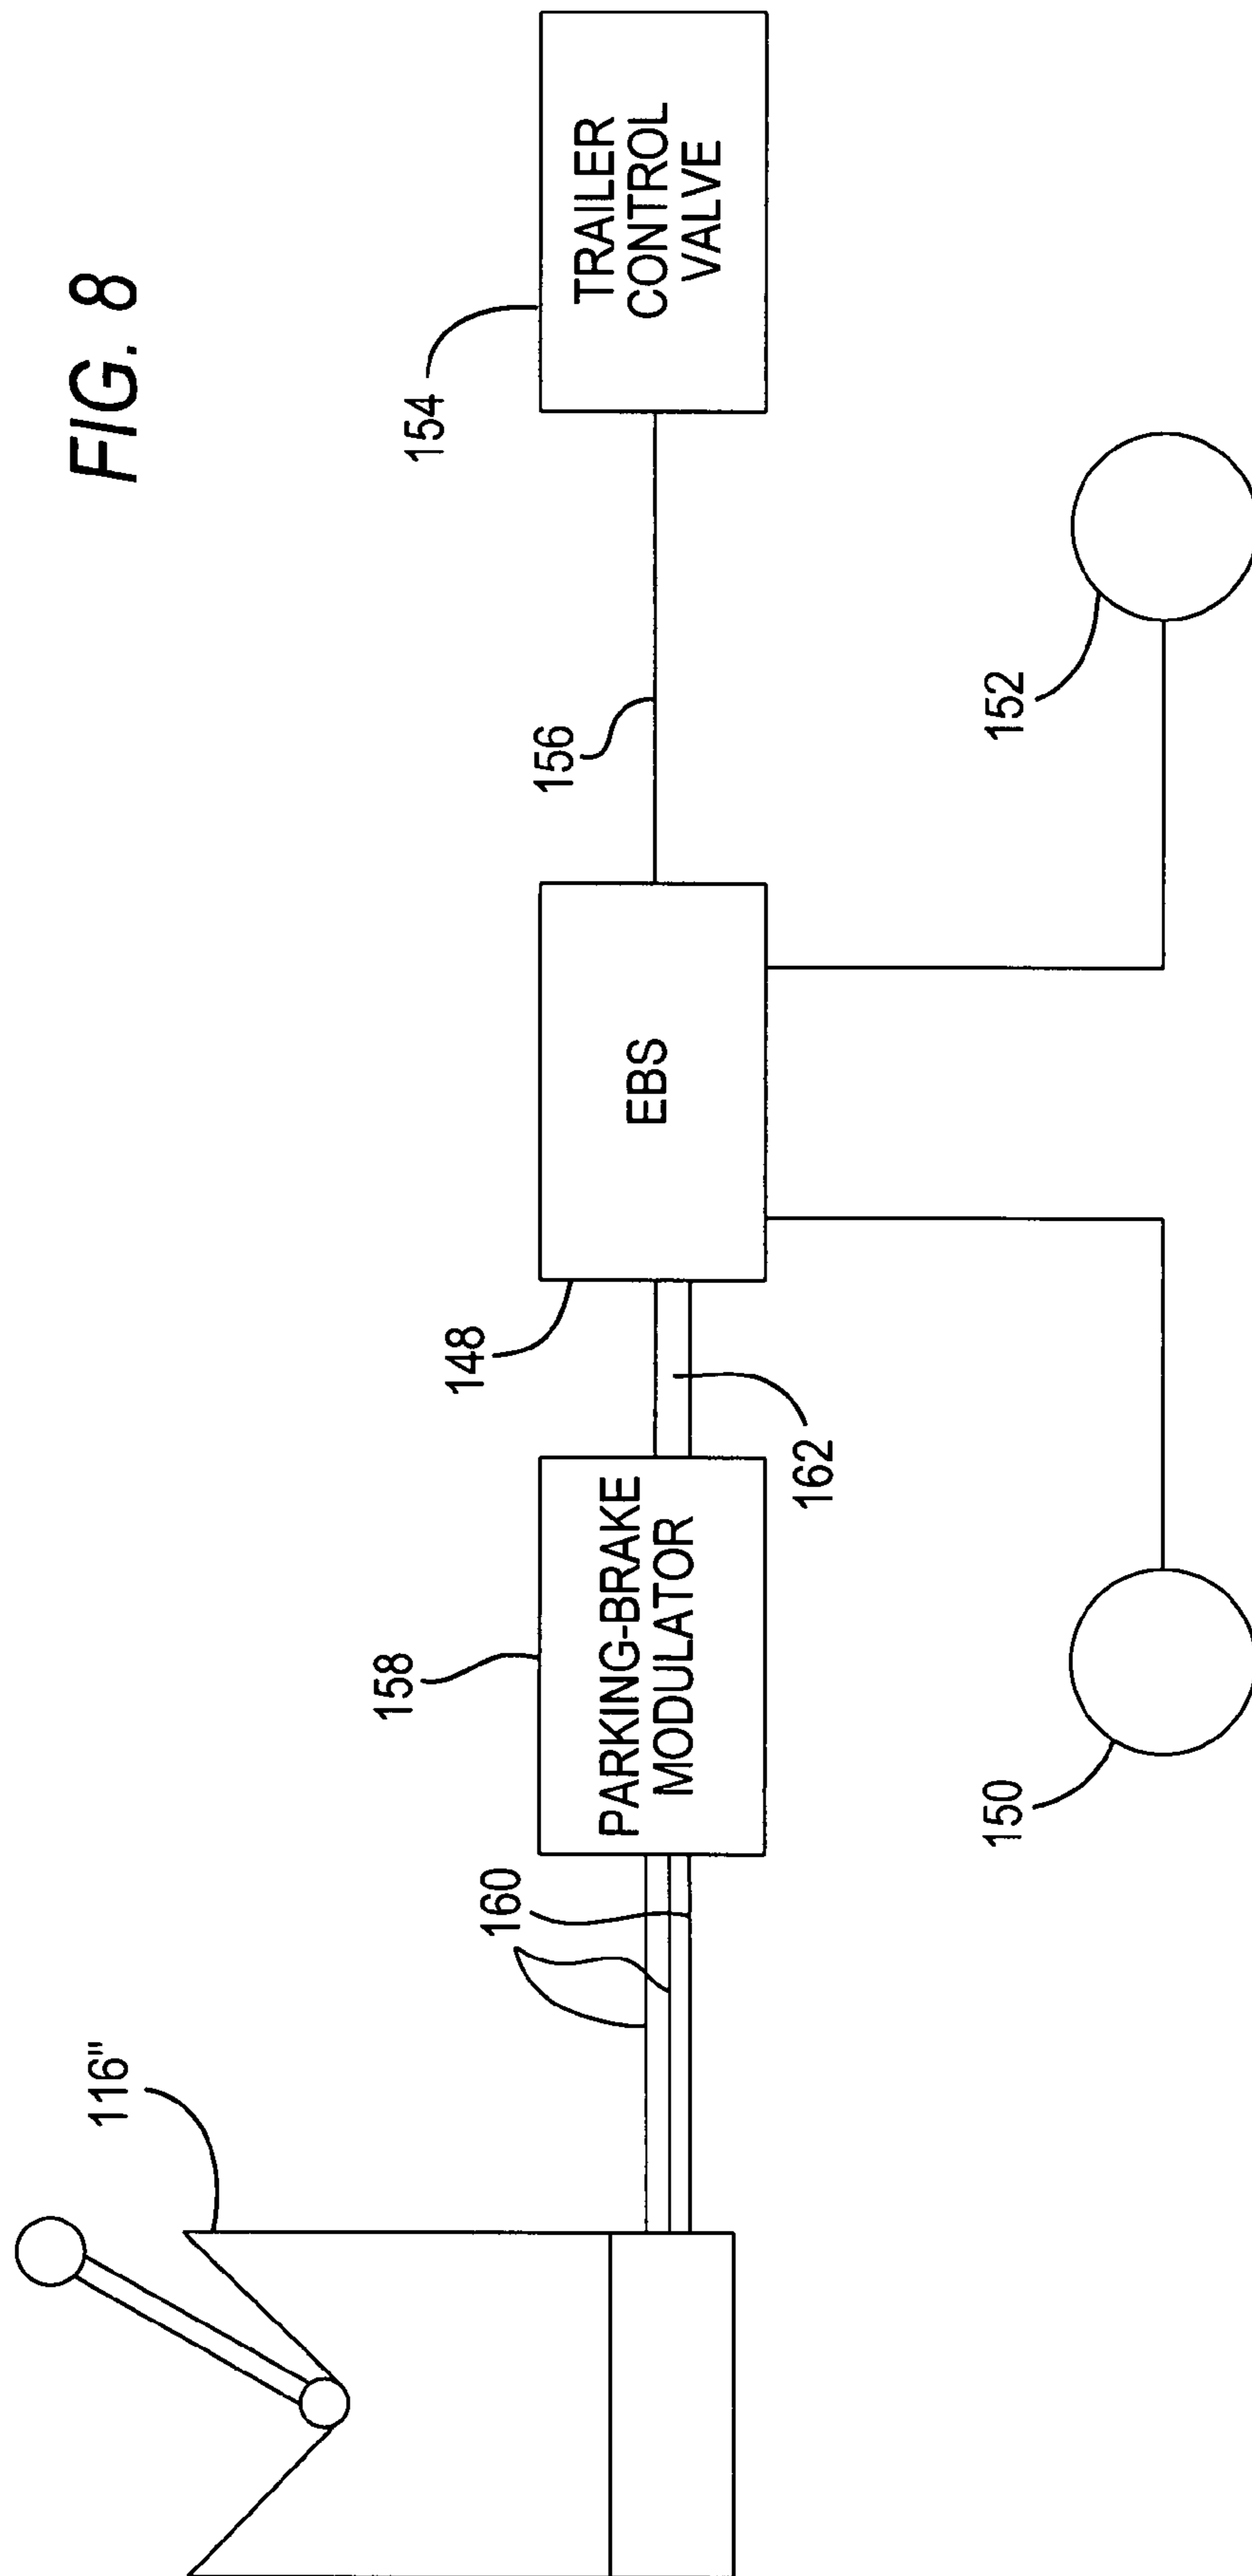 FIG. 8
116"
160
158
PARKING-BRAKE
MODULATOR
162
148
EBS
156
154
TRAILER
CONTROL
VALVE
150
152